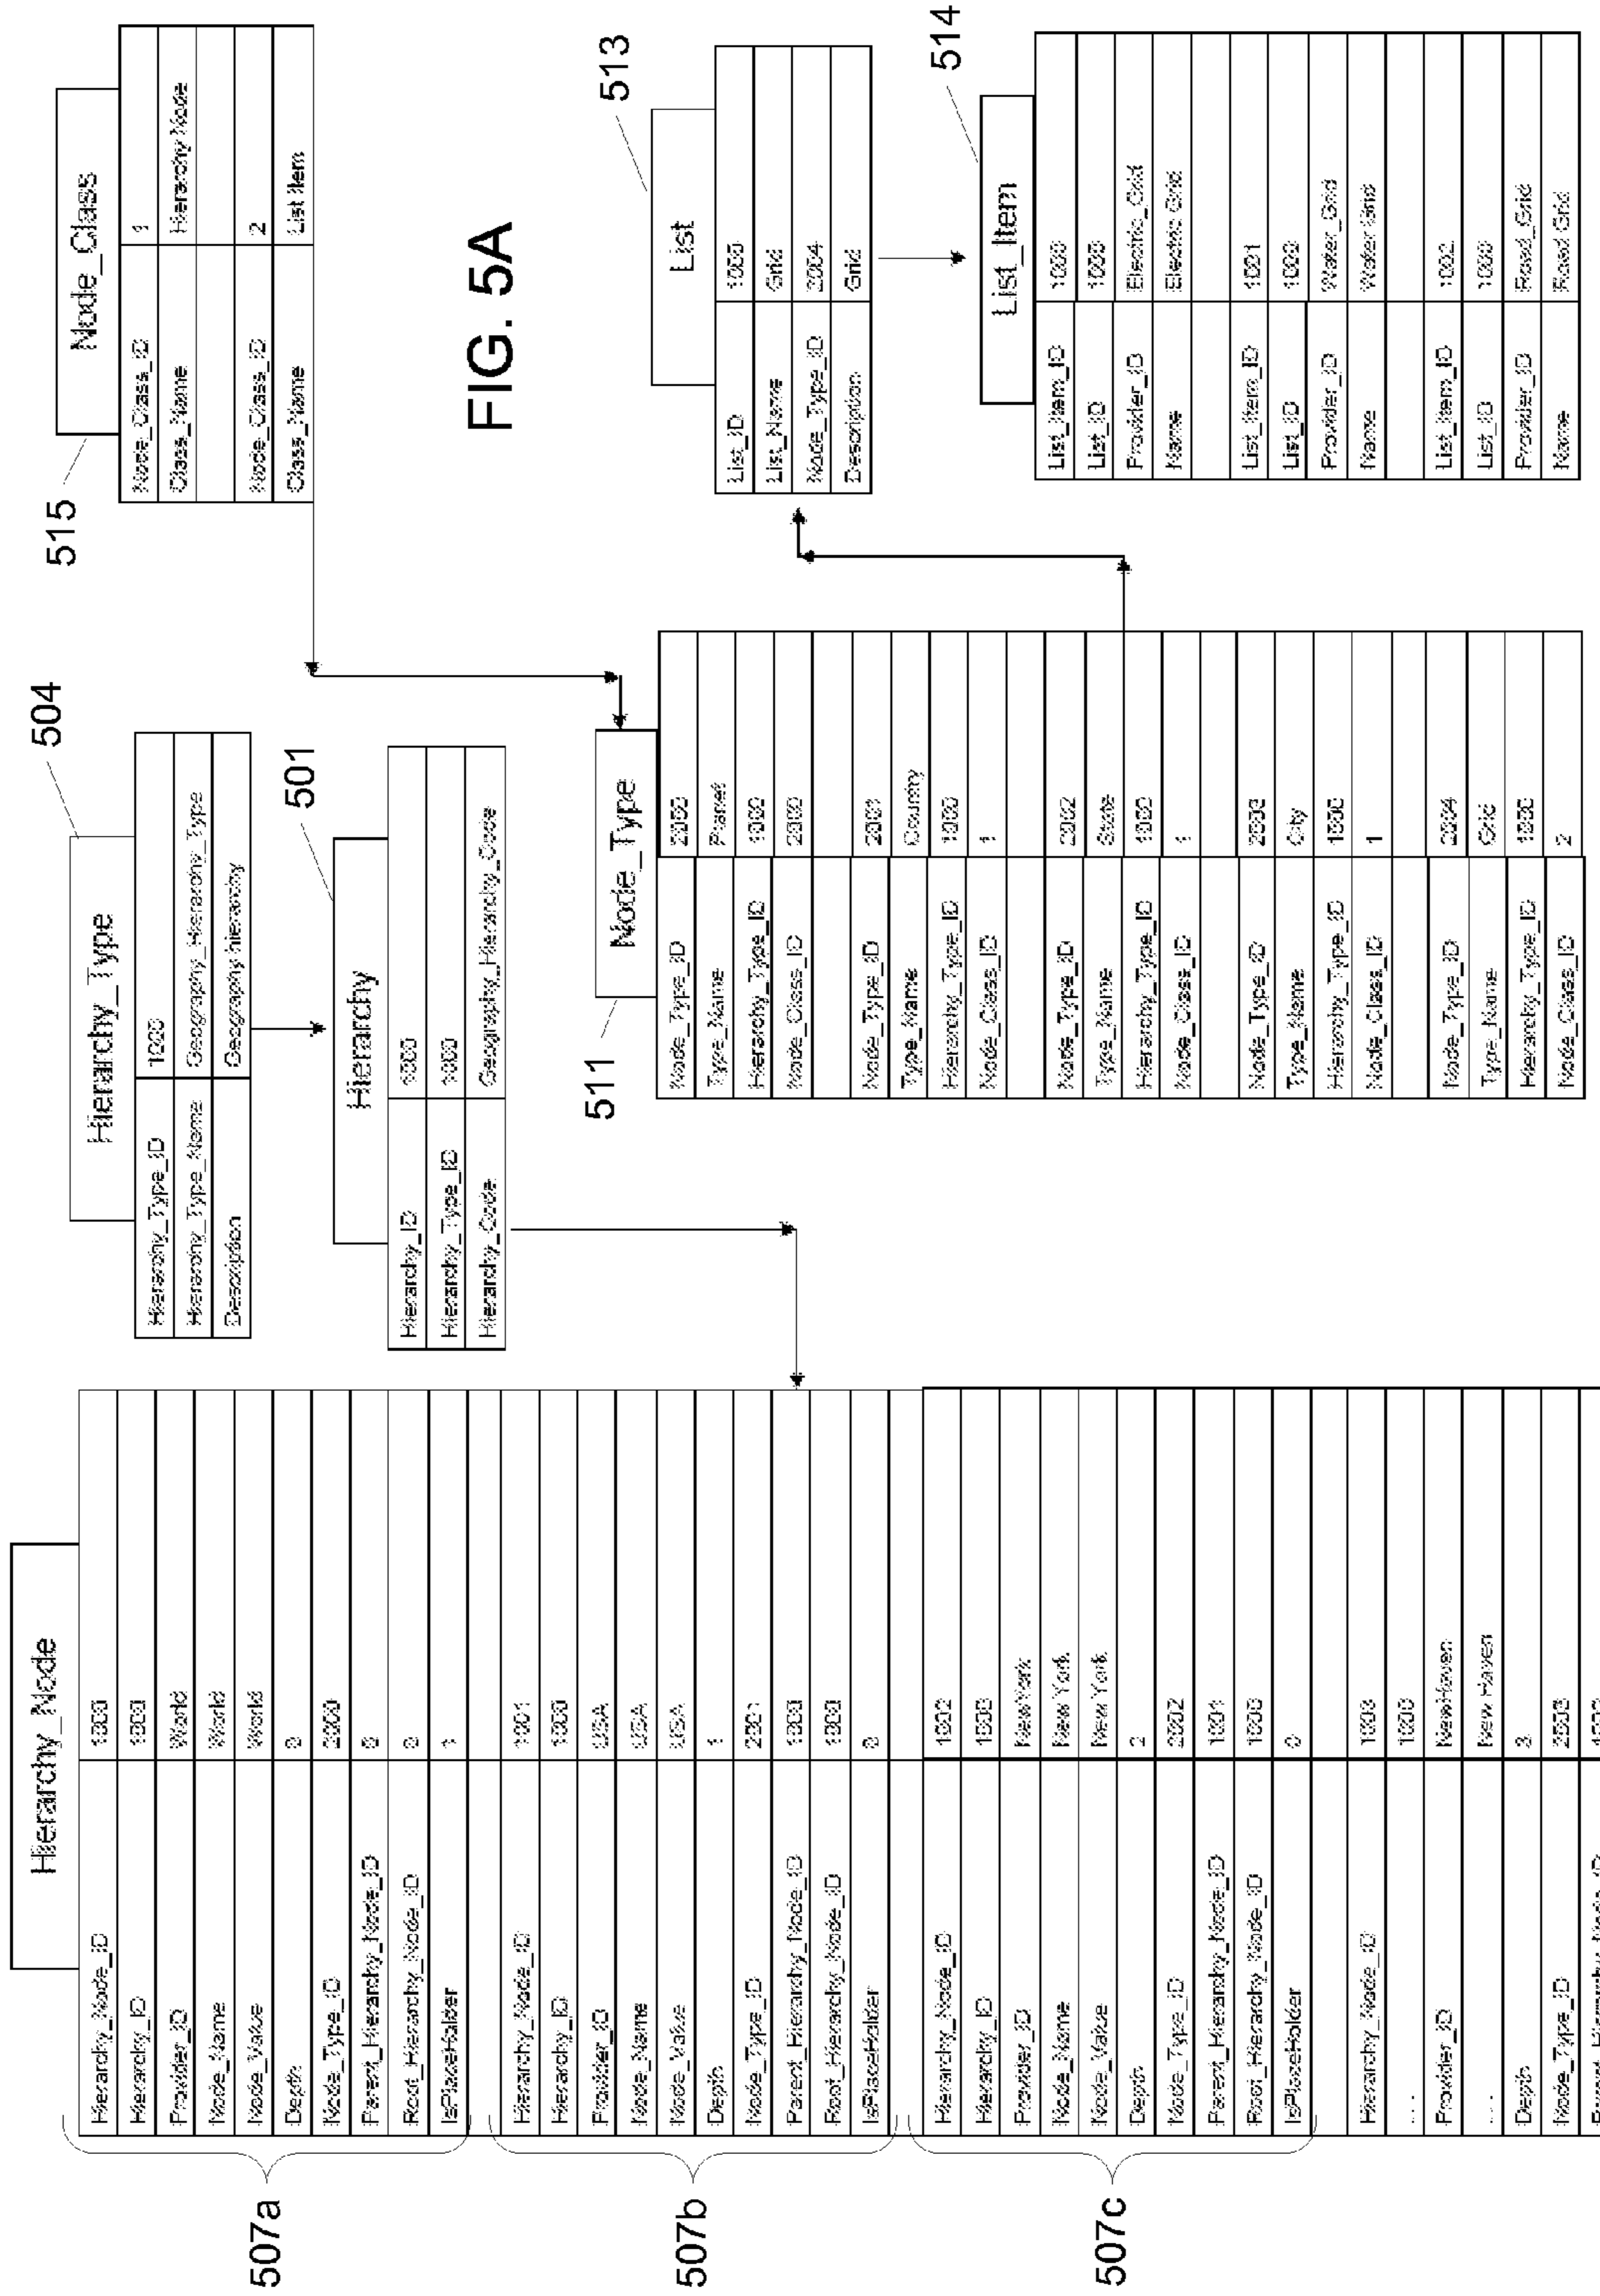 Hierarchy_Node
507a
Hierarchy_Node_ID 1000
Hierarchy_ID 1000
Provider_ID World
Node_Name World
Node_Value World
Depth 0
Node_Type_ID 2000
Parent_Hierarchy_Node_ID 0
Root_Hierarchy_Node_ID 0
IsPlaceHolder 1
507b
Hierarchy_Node_ID 1001
Hierarchy_ID 1000
Provider_ID USA
Node_Name USA
Node_Value USA
Depth 1
Node_Type_ID 2001
Parent_Hierarchy_Node_ID 1000
Root_Hierarchy_Node_ID 1000
IsPlaceHolder 0
507c
Hierarchy_Node_ID 1002
Hierarchy_ID 1000
Provider_ID NewYork
Node_Name New York
Node_Value New York
Depth 2
Node_Type_ID 2002
Parent_Hierarchy_Node_ID 1001
Root_Hierarchy_Node_ID 1000
IsPlaceHolder 0
Hierarchy_Node_ID 1003
... 1000
Provider_ID NewHaven
... New Haven
Depth 3
Node_Type_ID 2003
Parent_Hierarchy_Node_ID 1002
504
Hierarchy_Type
Hierarchy_Type_ID 1000
Hierarchy_Type_Name Geography_Hierarchy_Type
Description Geography hierarchy
501
Hierarchy
Hierarchy_ID 1000
Hierarchy_Type_ID 1000
Hierarchy_Code Geography_Hierarchy_Code
511
Node_Type
Node_Type_ID 2000
Type_Name Planet
Hierarchy_Type_ID 1000
Node_Class_ID 2000
Node_Type_ID 2001
Type_Name Country
Hierarchy_Type_ID 1000
Node_Class_ID 1
Node_Type_ID 2002
Type_Name State
Hierarchy_Type_ID 1000
Node_Class_ID 1
Node_Type_ID 2003
Type_Name City
Hierarchy_Type_ID 1000
Node_Class_ID 1
Node_Type_ID 2004
Type_Name Grid
Hierarchy_Type_ID 1000
Node_Class_ID 2
515
Node_Class
Node_Class_ID 1
Class_Name Hierarchy Node
Node_Class_ID 2
Class_Name List Item
FIG. 5A
513
List
List_ID 1000
List_Name Grid
Node_Type_ID 2004
Description Grid
514
List_Item
List_Item_ID 1000
List_ID 1000
Provider_ID Electric_Grid
Name Electric Grid
List_Item_ID 1001
List_ID 1000
Provider_ID Water_Grid
Name Water Grid
List_Item_ID 1002
List_ID 1000
Provider_ID Road_Grid
Name Road Grid